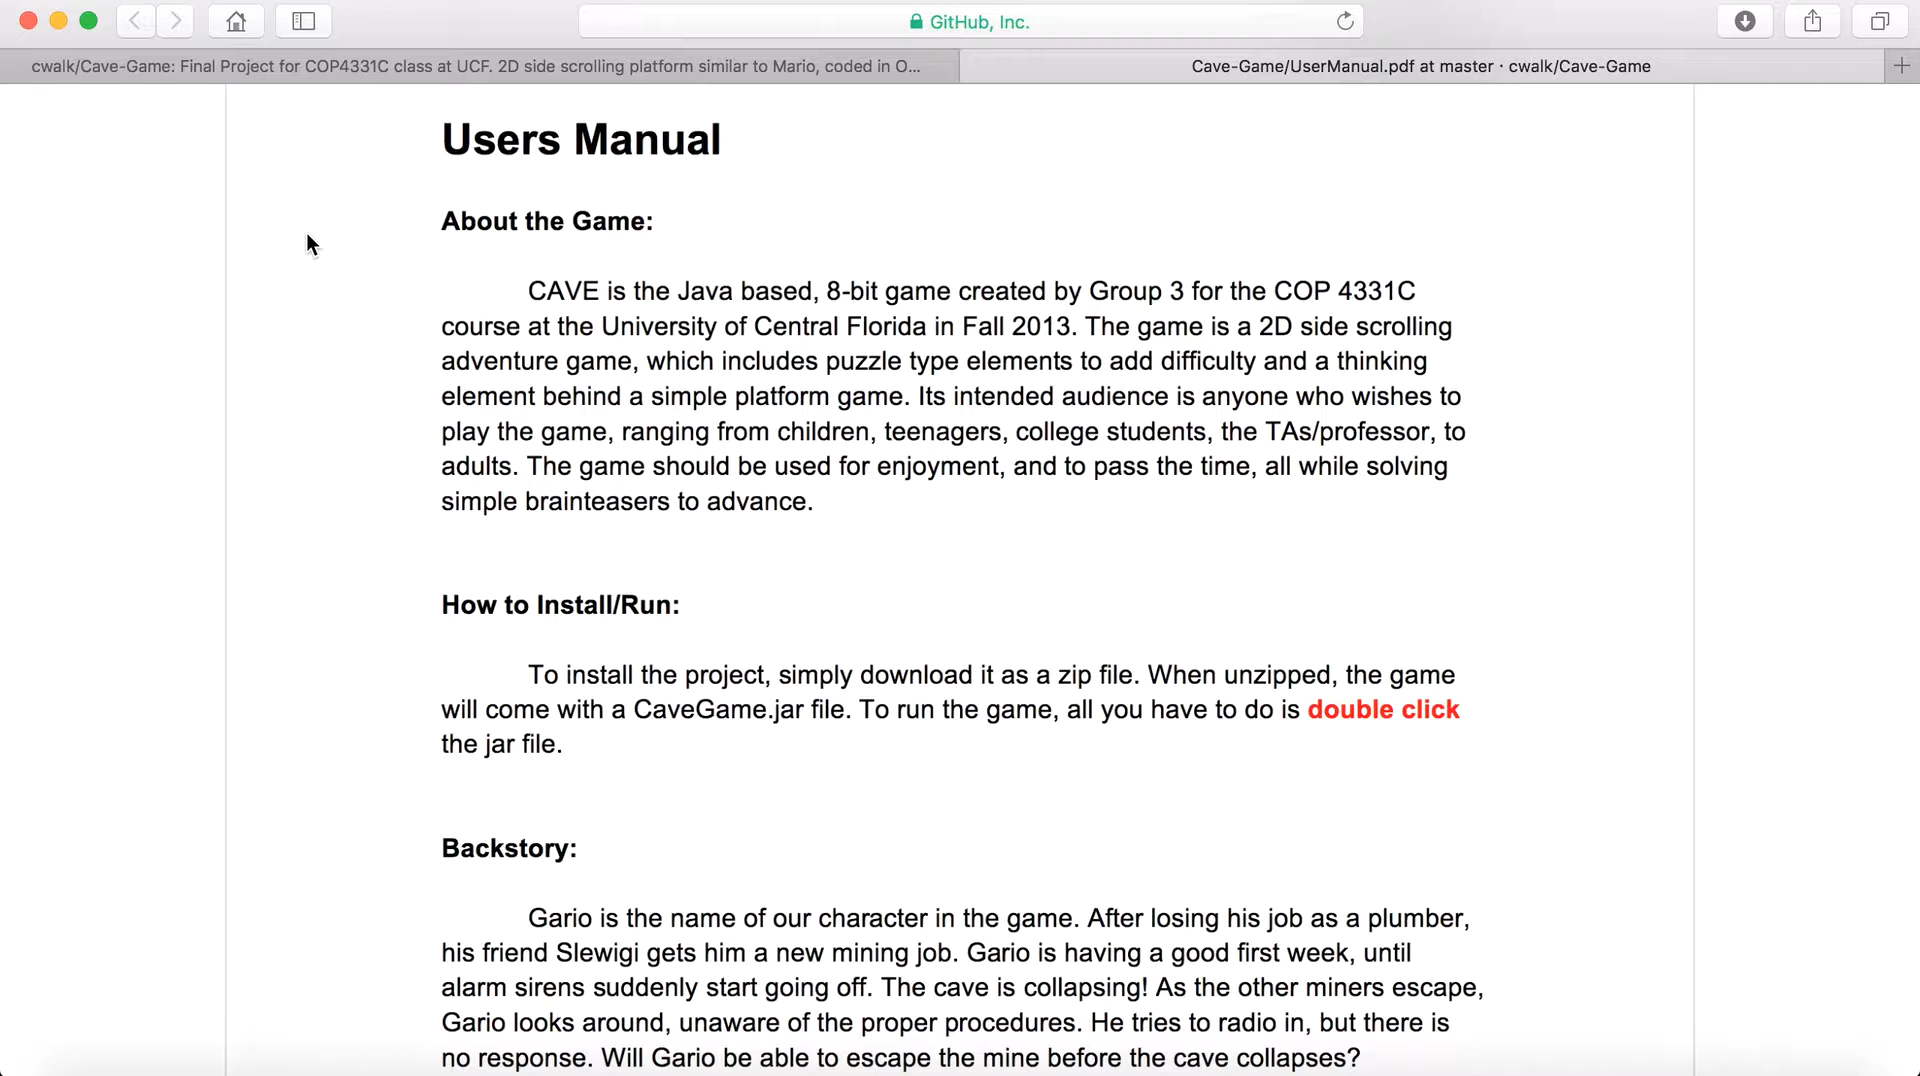 GitHub, Inc.
cwalk/Cave-Game: Final Project for COP4331C class at UCF. 2D side scrolling platform similar to Mario, coded in O...
Cave-Game/UserManual.pdf at master · cwalk/Cave-Game
Users Manual
About the Game:
CAVE is the Java based, 8-bit game created by Group 3 for the COP 4331C
course at the University of Central Florida in Fall 2013. The game is a 2D side scrolling
adventure game, which includes puzzle type elements to add difficulty and a thinking
element behind a simple platform game. Its intended audience is anyone who wishes to
play the game, ranging from children, teenagers, college students, the TAs/professor, to
adults. The game should be used for enjoyment, and to pass the time, all while solving
simple brainteasers to advance.
How to Install/Run:
To install the project, simply download it as a zip file. When unzipped, the game
will come with a CaveGame.jar file. To run the game, all you have to do is double click
the jar file.
Backstory:
Gario is the name of our character in the game. After losing his job as a plumber,
his friend Slewigi gets him a new mining job. Gario is having a good first week, until
alarm sirens suddenly start going off. The cave is collapsing! As the other miners escape,
Gario looks around, unaware of the proper procedures. He tries to radio in, but there is
no response. Will Gario be able to escape the mine before the cave collapses?